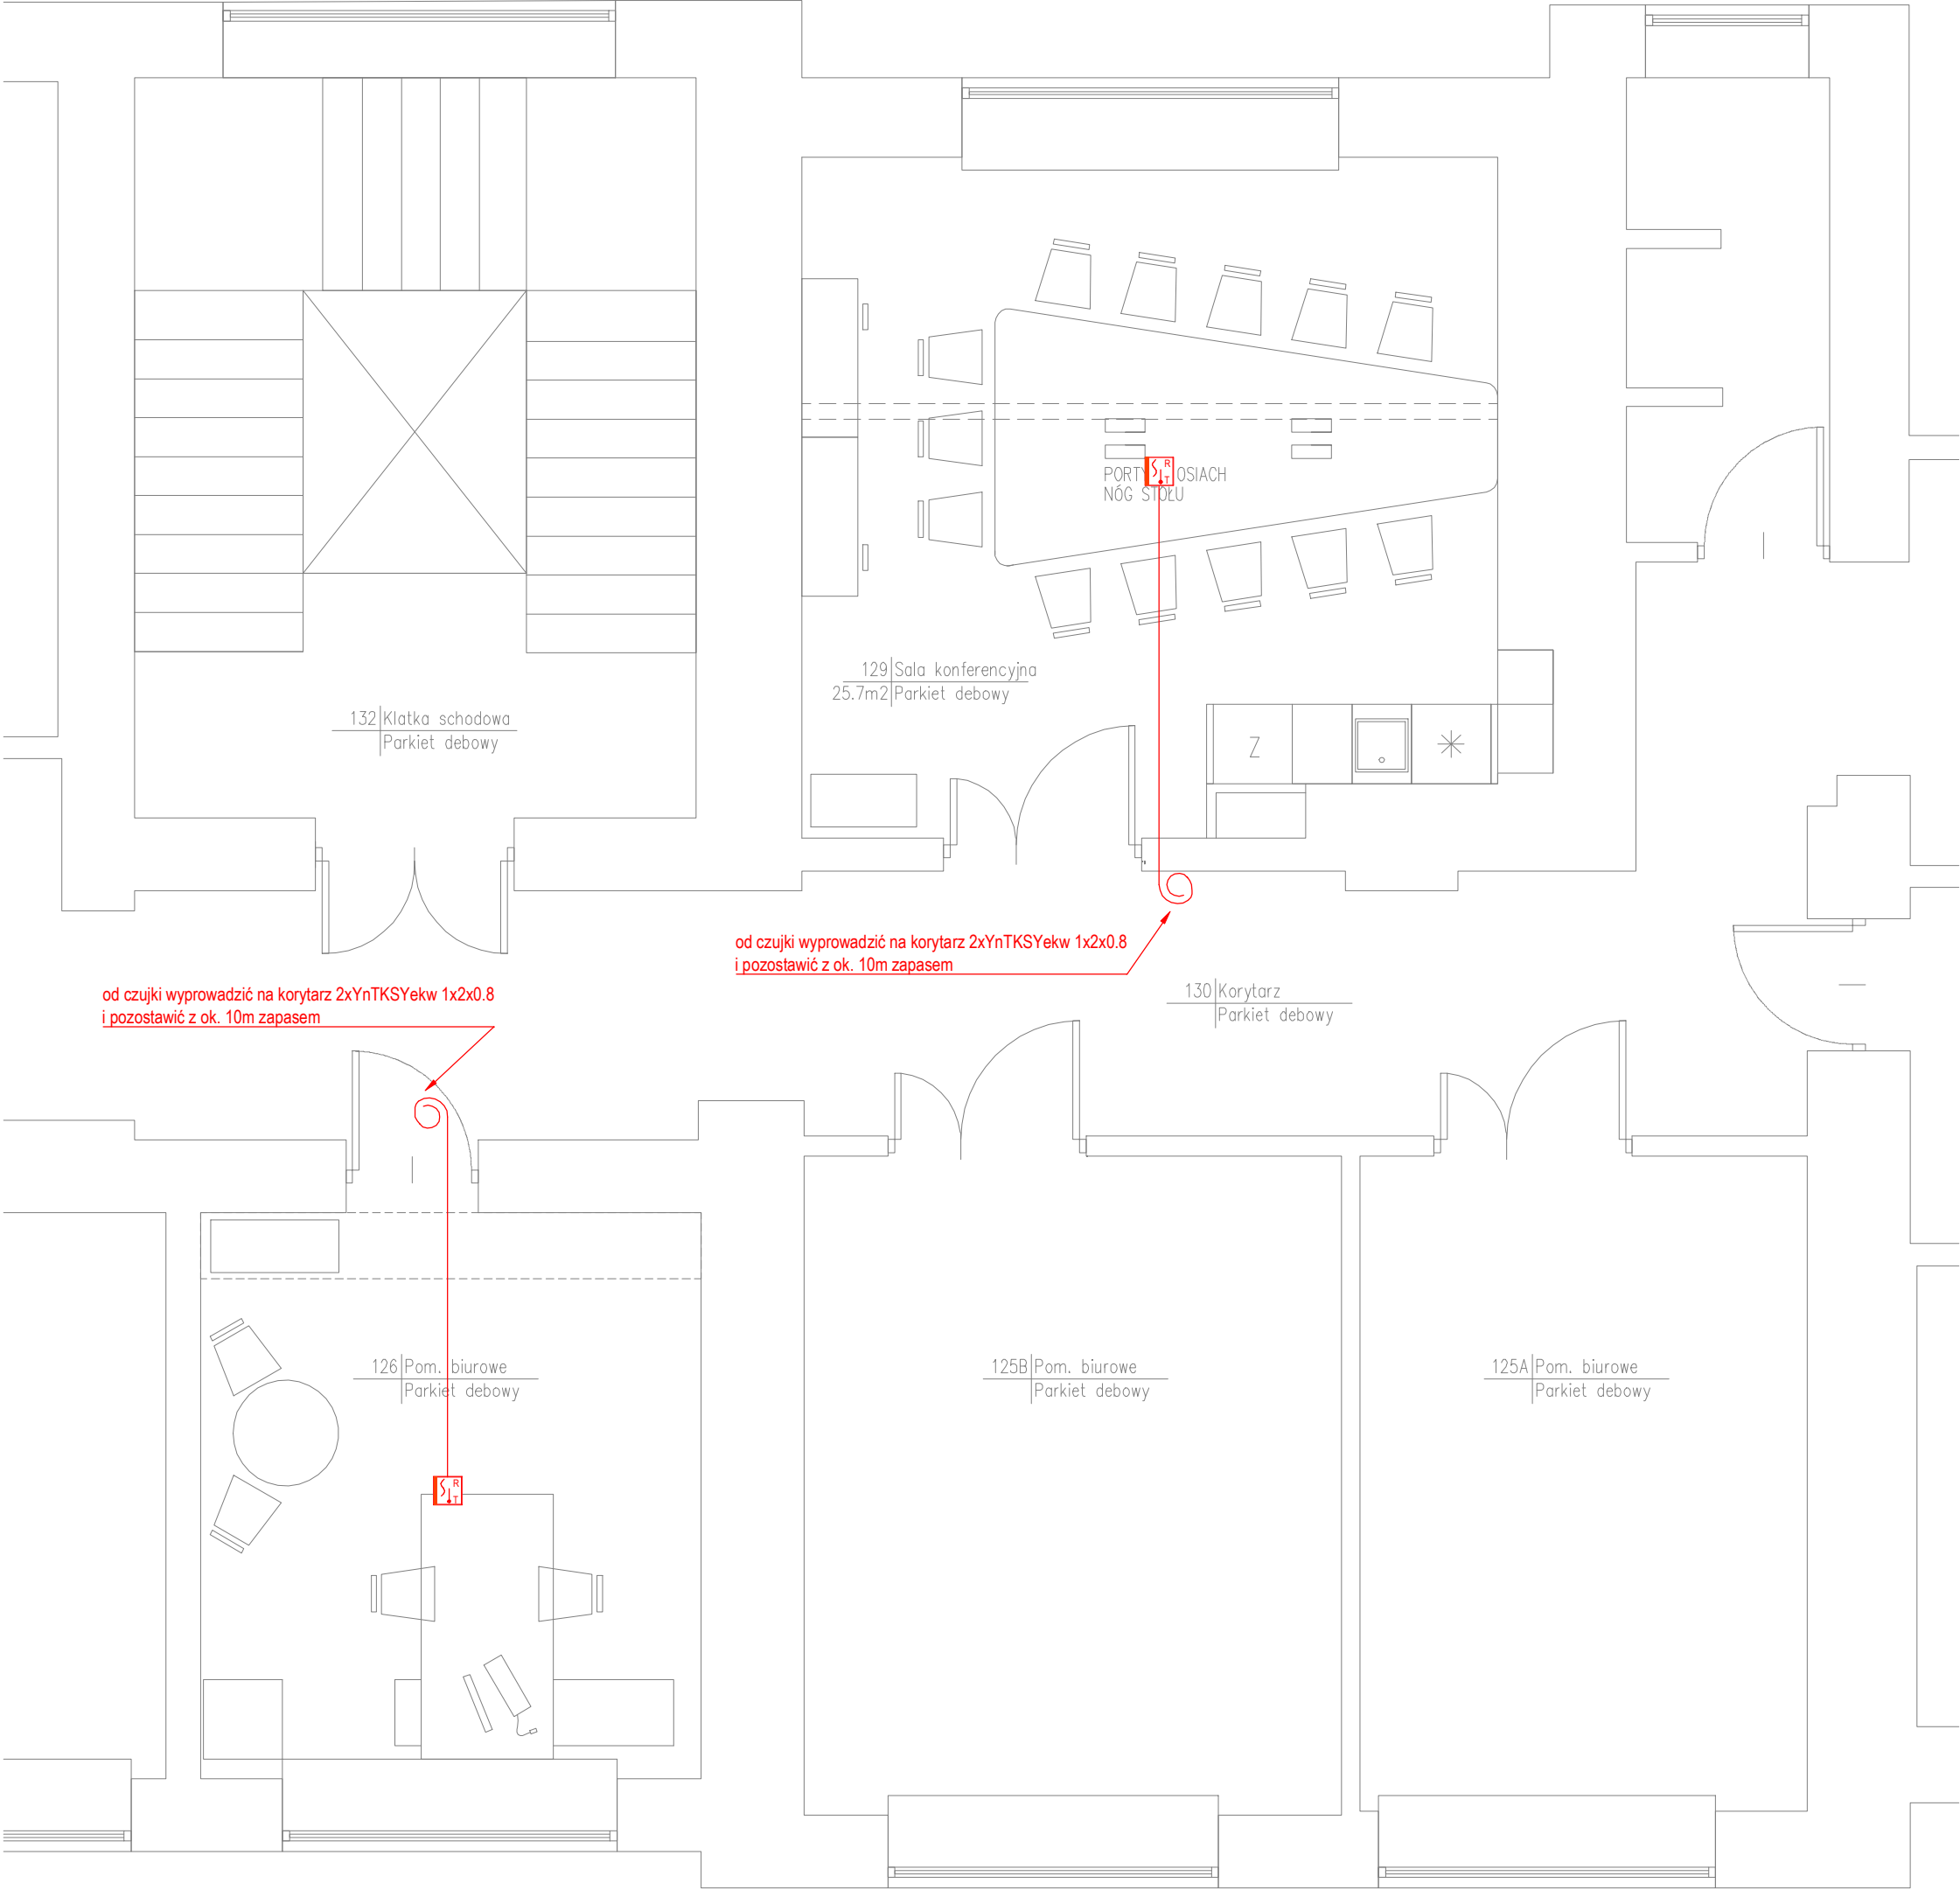 R
PORTY OSIACH
T
NÓG STOŁU
129 Sala konferencyjna
25.7m2 Parkiet debowy
132 Klatka schodowa
Parkiet debowy
Z
od czujki wyprowadzić na korytarz 2xYnTKSYekw 1x2x0.8
i pozostawić z ok. 10m zapasem
od czujki wyprowadzić na korytarz 2xYnTKSYekw 1x2x0.8
i pozostawić z ok. 10m zapasem
130 Korytarz
Parkiet debowy
126 Pom. biurowe
Parkiet debowy
125B Pom. biurowe
Parkiet debowy
125A Pom. biurowe
Parkiet debowy
R
T